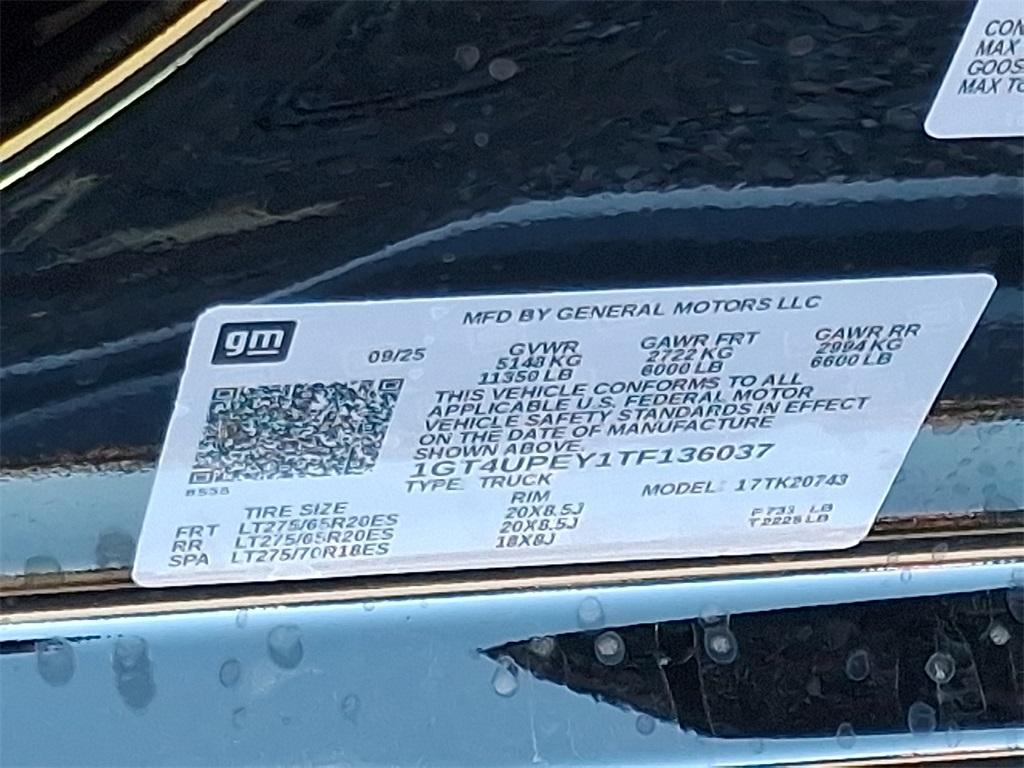 CON
MAX
GOOS
MAX TO
gm
MFD BY GENERAL MOTORS LLC
09/25
GVWR GAWR FRT GAWR RR
5148 KG 2722 KG 2994 KG
11350 LB 6000 LB 6600 LB
THIS VEHICLE CONFORMS TO ALL
APPLICABLE U.S. FEDERAL MOTOR
VEHICLE SAFETY STANDARDS IN EFFECT
ON THE DATE OF MANUFACTURE
SHOWN ABOVE.
1GT4UPEY1TF136037
TYPE: TRUCK MODEL: 17TK20743
TIRE SIZE RIM
FRT LT275/65R20ES 20X8.5J
RR LT275/65R20ES 20X8.5J
SPA LT275/70R18ES 18X8J
LB
LB